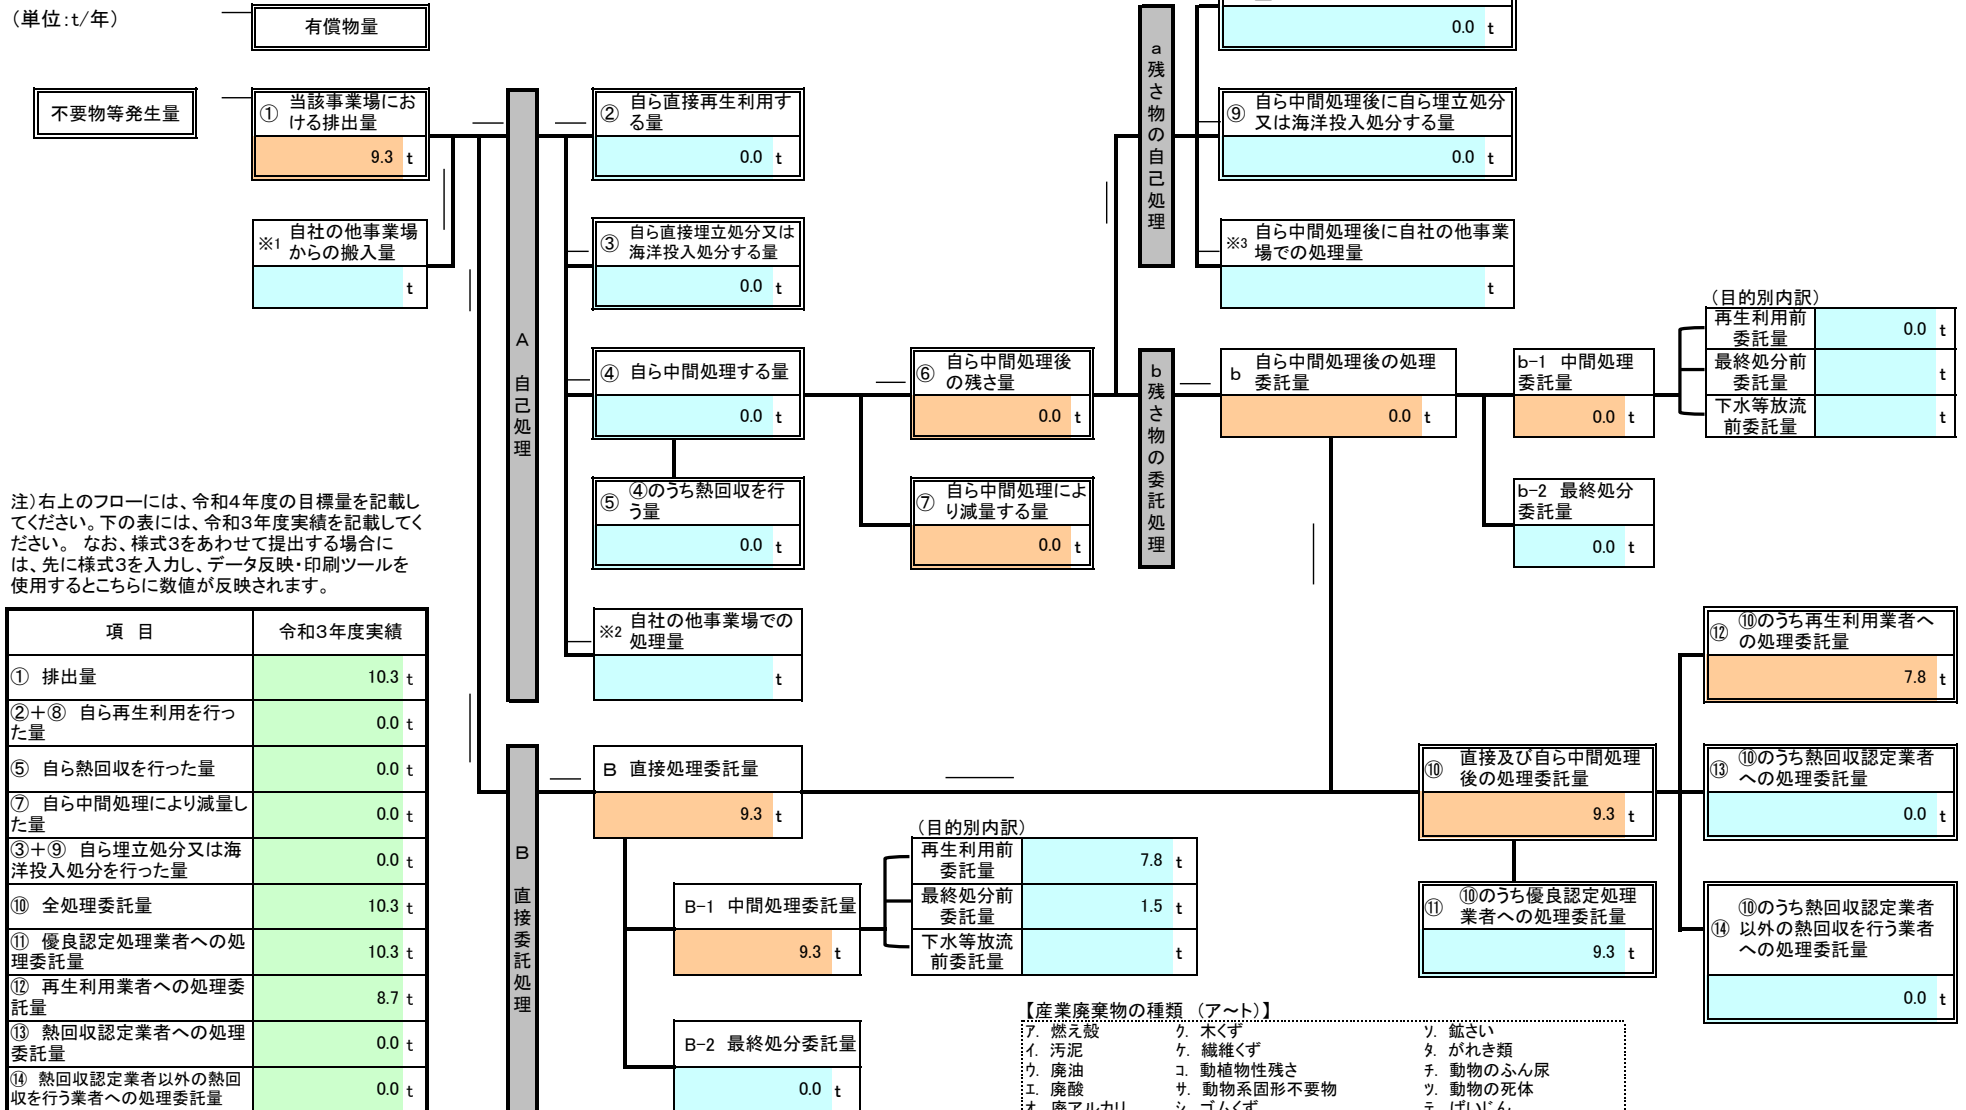 （単位：t/年）
有償物量
0.0 t
不要物等発生量
① 当該事業場にお
ける排出量
9.3 t
② 自ら直接再生利用す
る量
0.0 t
a
残
さ
物
の
自
己
処
理
⑨ 自ら中間処理後に自ら埋立処分
又は海洋投入処分する量
0.0 t
※1 自社の他事業場
からの搬入量
t
③ 自ら直接埋立処分又は
海洋投入処分する量
0.0 t
※3 自ら中間処理後に自社の他事業
場での処理量
t
A
自
己
処
理
④ 自ら中間処理する量
0.0 t
⑥ 自ら中間処理後
の残さ量
0.0 t
b
残
さ
物
の
委
託
処
理
b 自ら中間処理後の処理
委託量
0.0 t
b-1 中間処理
委託量
0.0 t
（目的別内訳）
再生利用前
委託量
0.0 t
最終処分前
委託量
t
下水等放流
前委託量
t
⑤ ④のうち熱回収を行
う量
0.0 t
⑦ 自ら中間処理によ
り減量する量
0.0 t
b-2 最終処分
委託量
0.0 t
注）右上のフローには、令和４年度の目標量を記載し
てください。下の表には、令和３年度実績を記載してく
ださい。 なお、様式３をあわせて提出する場合に
は、先に様式３を入力し、データ反映・印刷ツールを
使用するとこちらに数値が反映されます。
※2 自社の他事業場での
処理量
t
項 目 令和３年度実績
① 排出量 10.3 t
②＋⑧ 自ら再生利用を行っ
た量 0.0 t
⑤ 自ら熱回収を行った量 0.0 t
⑦ 自ら中間処理により減量し
た量 0.0 t
③＋⑨ 自ら埋立処分又は海
洋投入処分を行った量 0.0 t
⑩ 全処理委託量 10.3 t
⑪ 優良認定処理業者への処
理委託量 10.3 t
⑫ 再生利用業者への処理委
託量 8.7 t
⑬ 熱回収認定業者への処理
委託量 0.0 t
⑭ 熱回収認定業者以外の熱回
収を行う業者への処理委託量 0.0 t
B
直
接
委
託
処
理
B 直接処理委託量
9.3 t
B-1 中間処理委託量
9.3 t
（目的別内訳）
再生利用前
委託量
7.8 t
最終処分前
委託量
1.5 t
下水等放流
前委託量
t
B-2 最終処分委託量
0.0 t
⑩ 直接及び自ら中間処理
後の処理委託量
9.3 t
⑪ ⑩のうち優良認定処理
業者への処理委託量
9.3 t
⑫ ⑩のうち再生利用業者へ
の処理委託量
7.8 t
⑬ ⑩のうち熱回収認定業者
への処理委託量
0.0 t
⑭ ⑩のうち熱回収認定業者
以外の熱回収を行う業者
への処理委託量
0.0 t
【産業廃棄物の種類 （ア～ト）】
ｱ. 燃え殻 ｸ. 木くず ｿ. 鉱さい
ｲ. 汚泥 ｹ. 繊維くず ﾀ. がれき類
ｳ. 廃油 ｺ. 動植物性残さ ﾁ. 動物のふん尿
ｴ. 廃酸 ｻ. 動物系固形不要物 ﾂ. 動物の死体
ｵ. 廃アルカリ ｼ. ゴムくず ﾃ. ばいじん